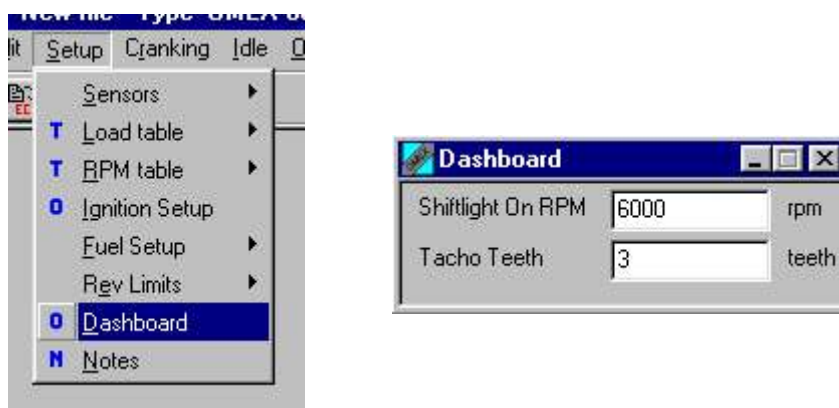 Setup Cranking Idle
Sensors
T Load table
T RPM table
O Ignition Setup
Fuel Setup
Rev Limits
O Dashboard
N Notes
Dashboard
Shiftlight On RPM 6000 rpm
Tacho Teeth 3 teeth